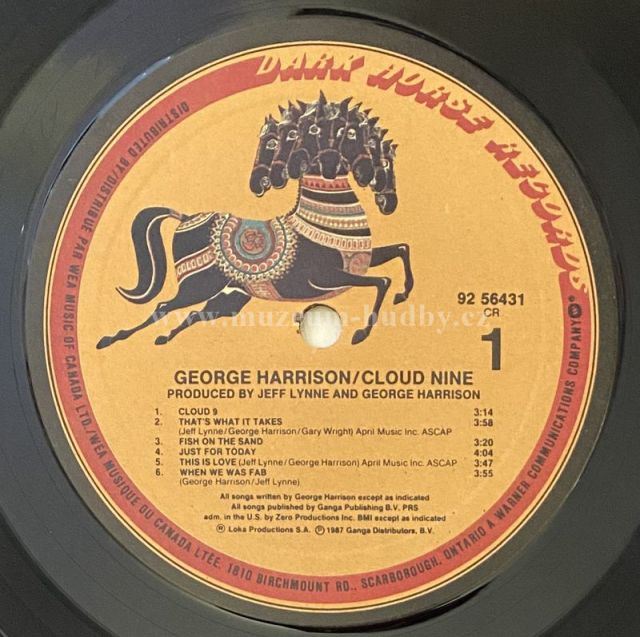 DARK HORSE RECORDS
DISTRIBUTED BY/DISTRIBUE PAR WEA MUSIC OF CANADA LTD./WEA MUSIQUE DU CANADA LTÉE. 1810 BIRCHMOUNT RD., SCARBOROUGH, ONTARIO A WARNER COMMUNICATIONS COMPANY
www.muzeum-hudby.cz
92 56431
CR
1
GEORGE HARRISON/CLOUD NINE
PRODUCED BY JEFF LYNNE AND GEORGE HARRISON
1. CLOUD 9 3:14
2. THAT'S WHAT IT TAKES 3:58
(Jeff Lynne/George Harrison/Gary Wright) April Music Inc. ASCAP
3. FISH ON THE SAND 3:20
4. JUST FOR TODAY 4:04
5. THIS IS LOVE (Jeff Lynne/George Harrison) April Music Inc. ASCAP 3:47
6. WHEN WE WAS FAB 3:55
(George Harrison/Jeff Lynne)
All songs written by George Harrison except as indicated
All songs published by Ganga Publishing B.V. PRS
adm. in the U.S. by Zero Productions Inc. BMI except as indicated
® Loka Productions S.A. ℗ 1987 Ganga Distributors, B.V.